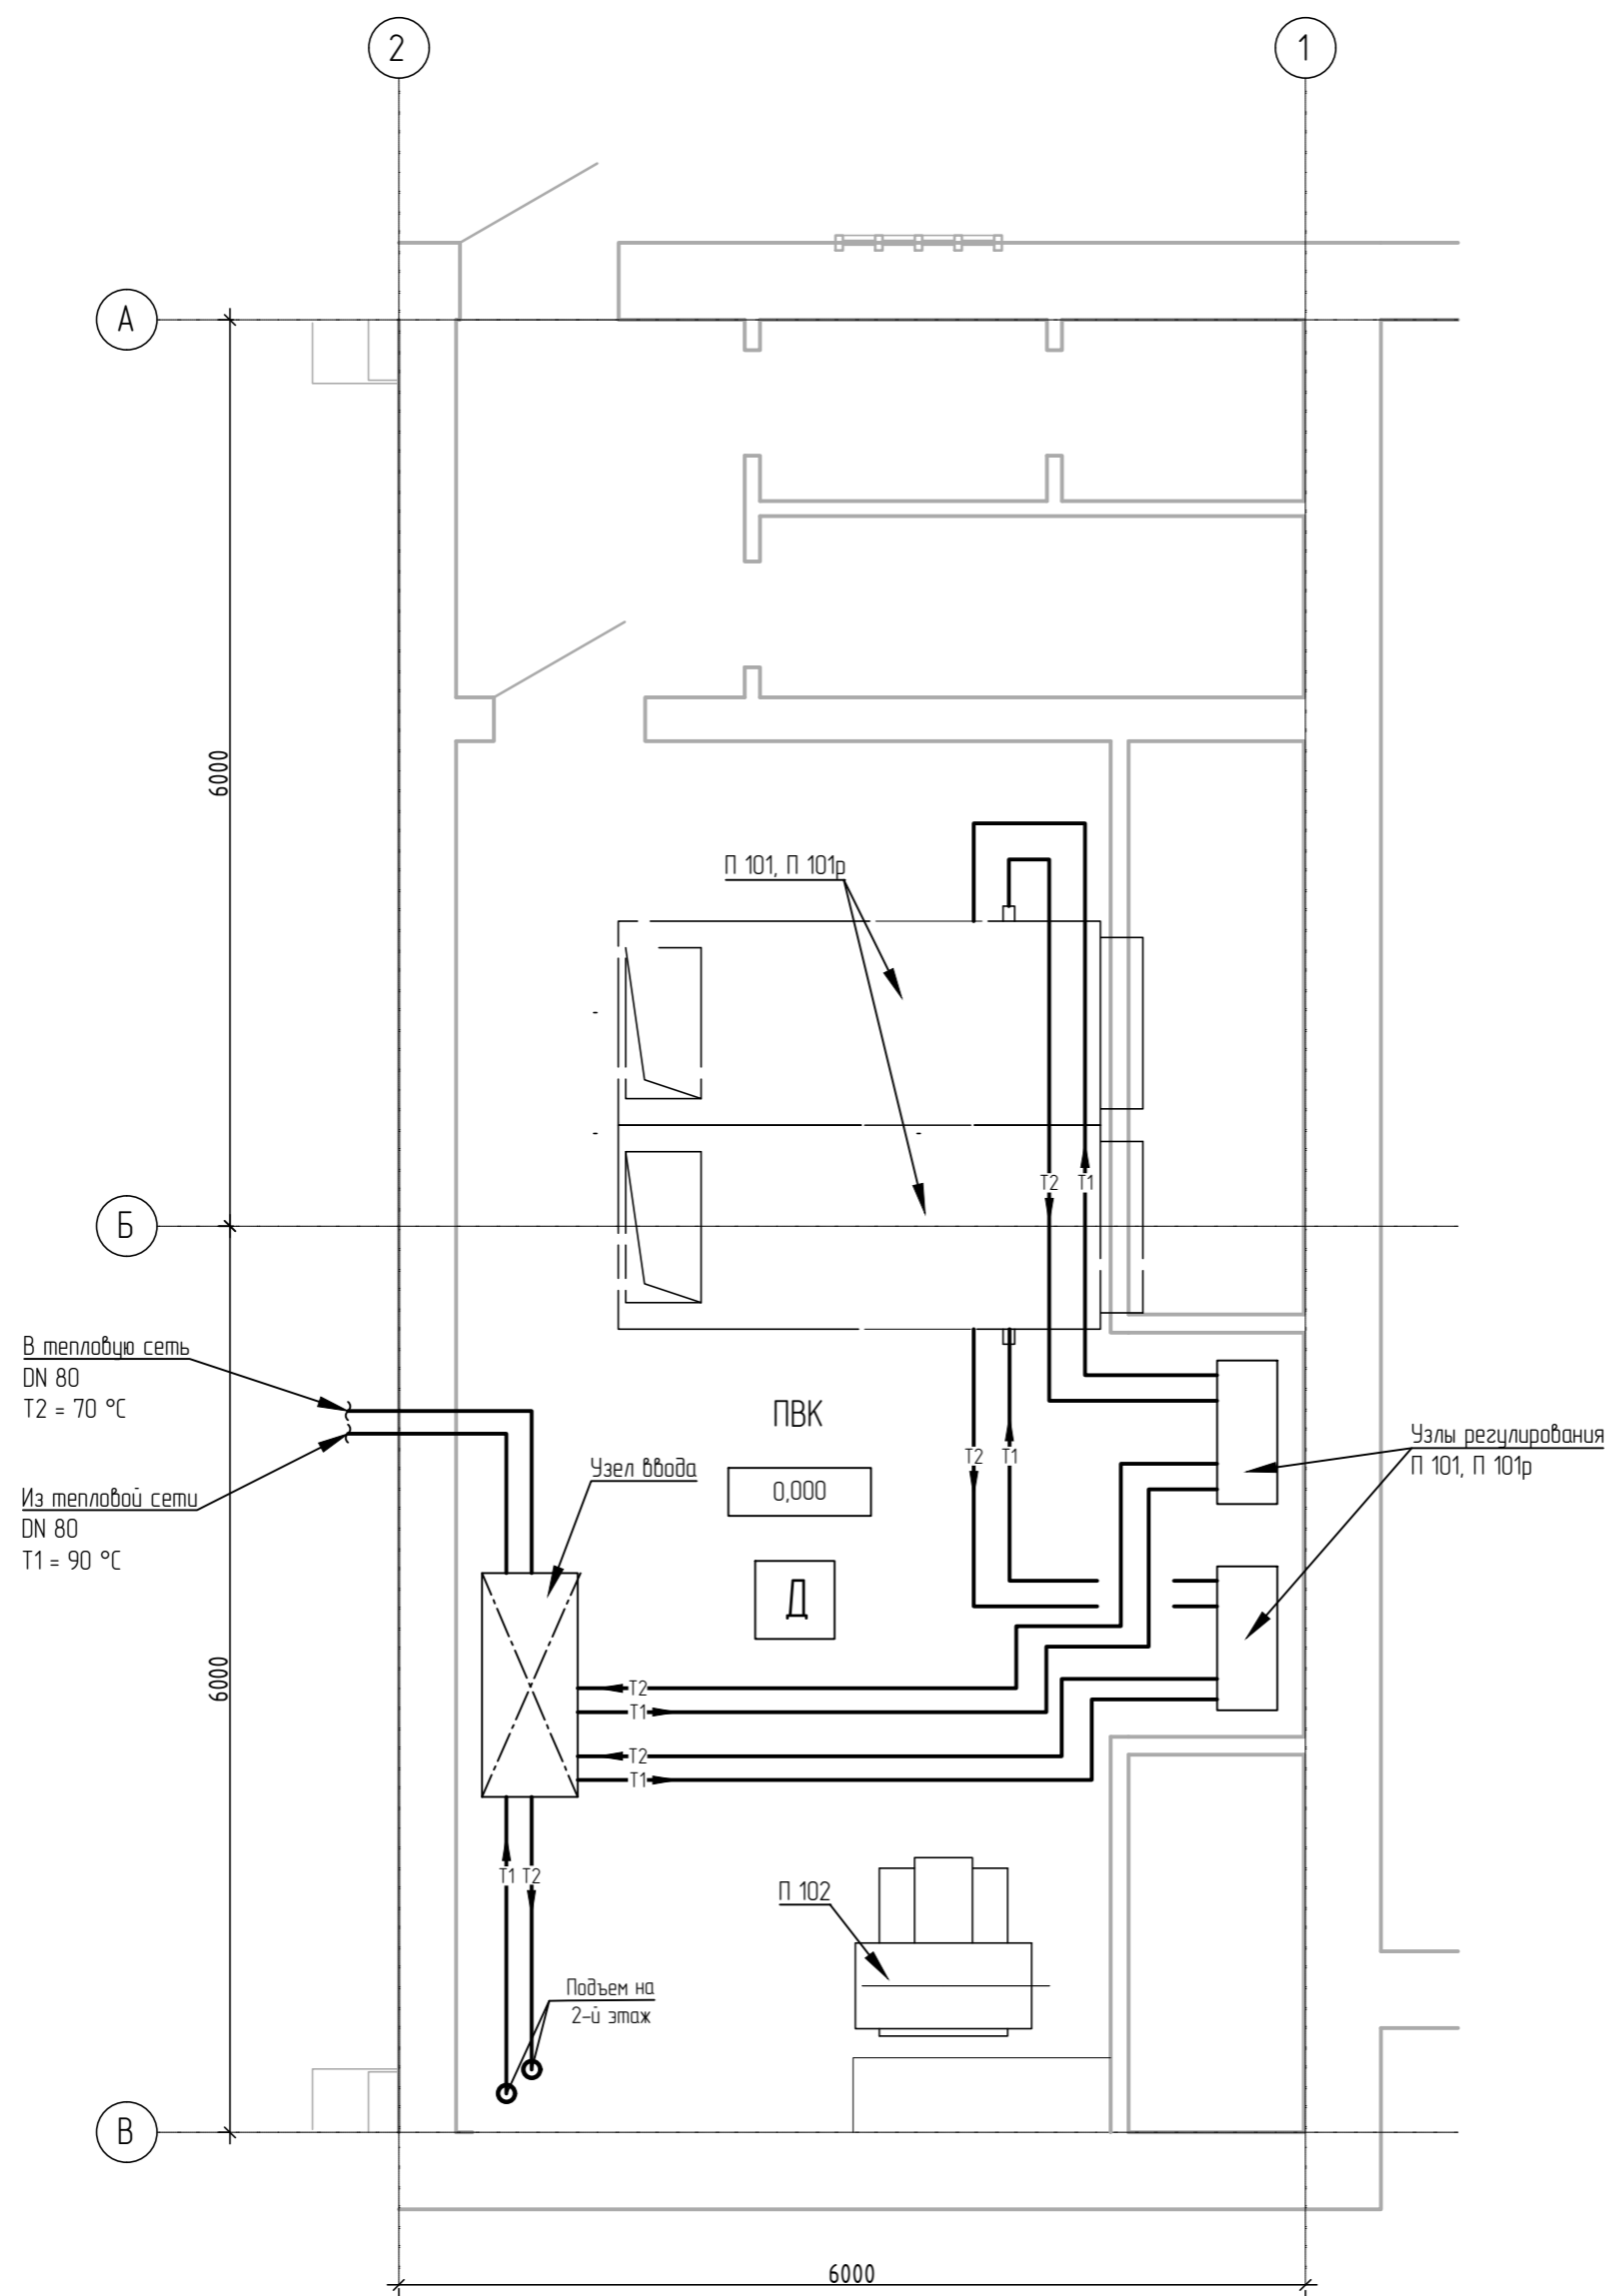 2
1
А
6000
П 101, П 101р
Т2
Т1
Б
В тепловую сеть
DN 80
Т2 = 70 °С
ПВК
Узлы регулирования
П 101, П 101р
Т2
Т1
Узел ввода
0,000
Из тепловой сети
DN 80
Т1 = 90 °С
Д
6000
Т2
Т1
Т2
Т1
Т1
Т2
П 102
Подъем на
2-й этаж
В
6000